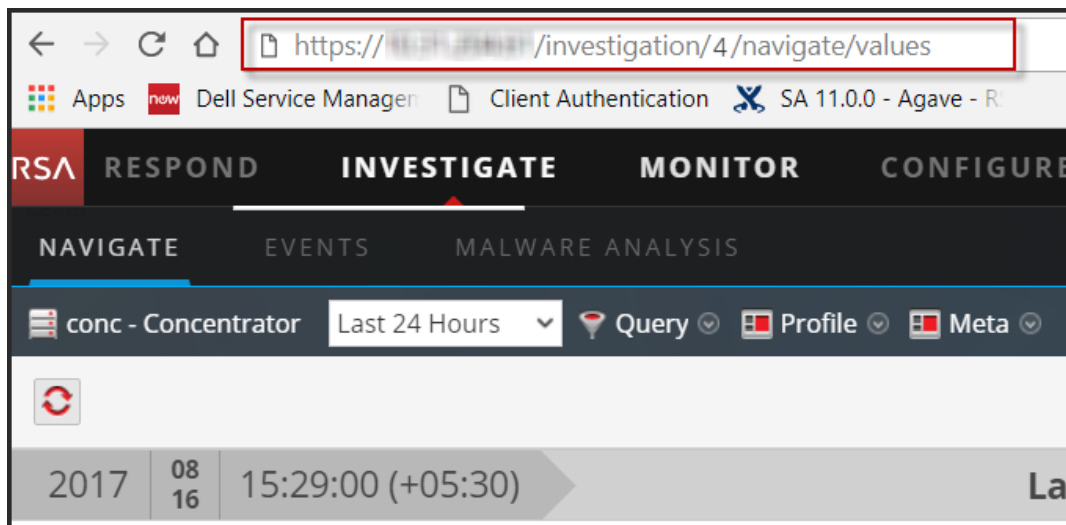 https:// /investigation/4/navigate/values
Apps now Dell Service Manager Client Authentication SA 11.0.0 - Agave - R
RSA RESPOND INVESTIGATE MONITOR CONFIGURE
NAVIGATE EVENTS MALWARE ANALYSIS
conc - Concentrator Last 24 Hours Query Profile Meta
2017 08 16 15:29:00 (+05:30) La